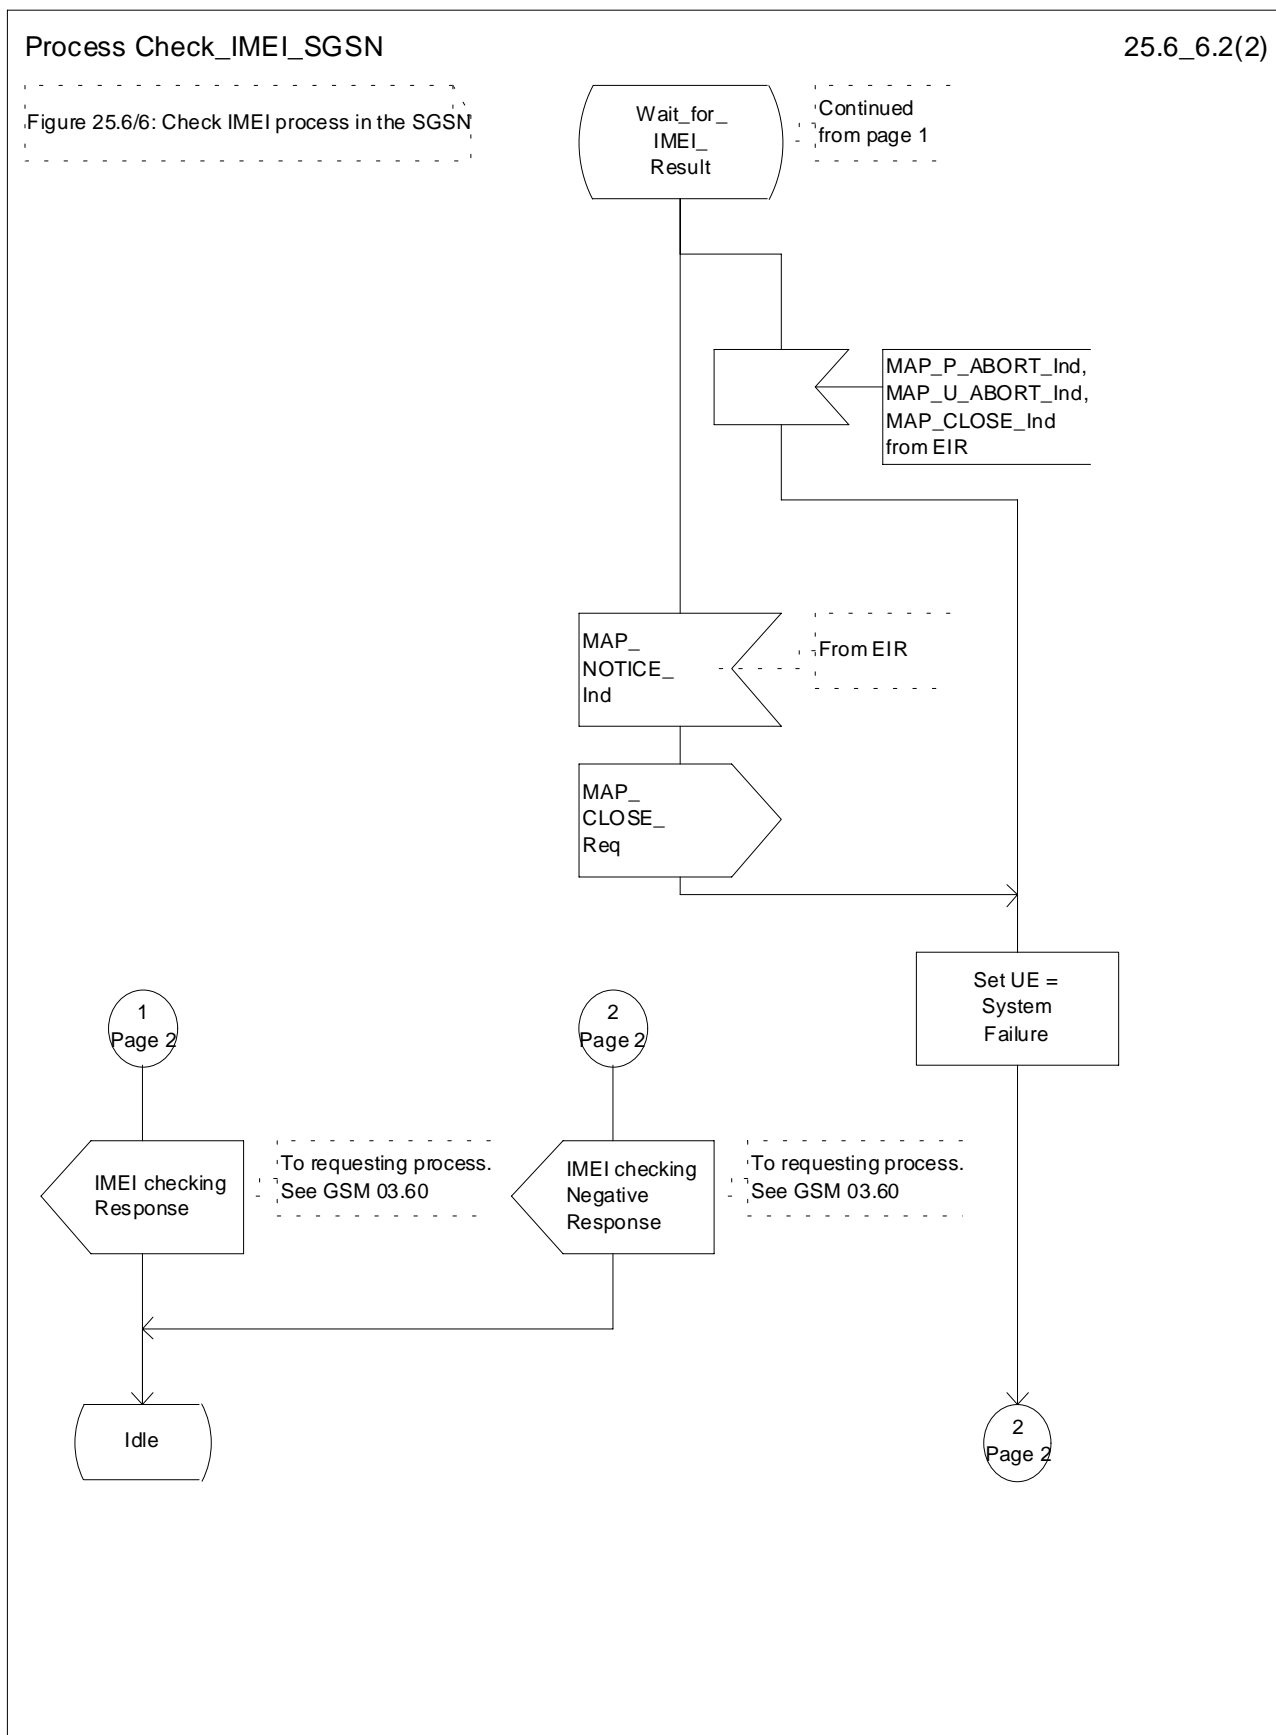 Process Check_IMEI_SGSN
25.6_6.2(2)
Figure 25.6/6: Check IMEI process in the SGSN
Wait_for_
IMEI_
Result
Continued
from page 1
MAP_P_ABORT_Ind,
MAP_U_ABORT_Ind,
MAP_CLOSE_Ind
from EIR
MAP_
NOTICE_
Ind
From EIR
MAP_
CLOSE_
Req
Set UE =
System
Failure
1
Page 2
2
Page 2
IMEI checking
Response
To requesting process.
See GSM 03.60
IMEI checking
Negative
Response
To requesting process.
See GSM 03.60
Idle
2
Page 2